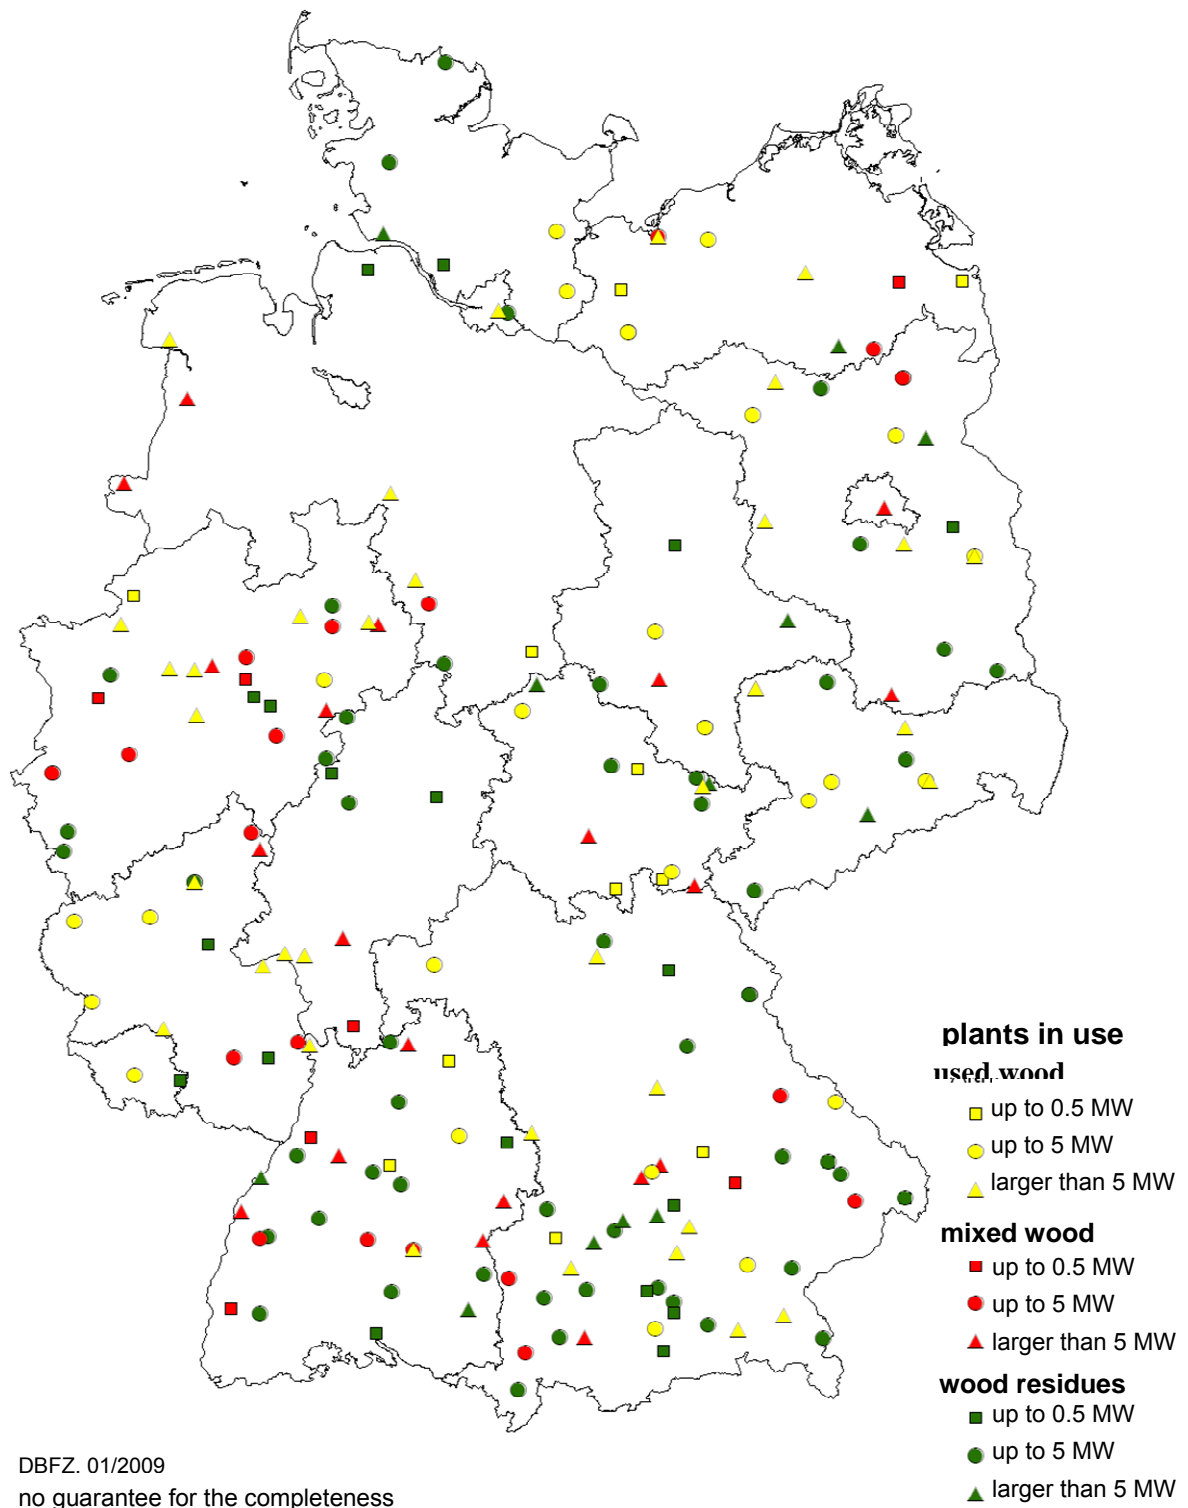 plants in use
used wood
up to 0.5 MW
up to 5 MW
larger than 5 MW
mixed wood
up to 0.5 MW
up to 5 MW
larger than 5 MW
wood residues
up to 0.5 MW
up to 5 MW
larger than 5 MW
DBFZ. 01/2009
no guarantee for the completeness